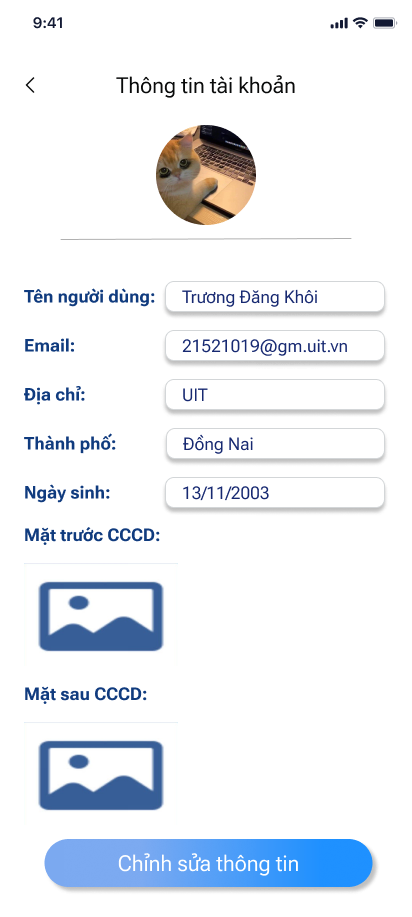 9:41
Thông tin tài khoản
Tên người dùng: Trương Đăng Khôi
Email: 21521019@gm.uit.vn
Địa chỉ: UIT
Thành phố: Đồng Nai
Ngày sinh: 13/11/2003
Mặt trước CCCD:
Mặt sau CCCD:
Chỉnh sửa thông tin